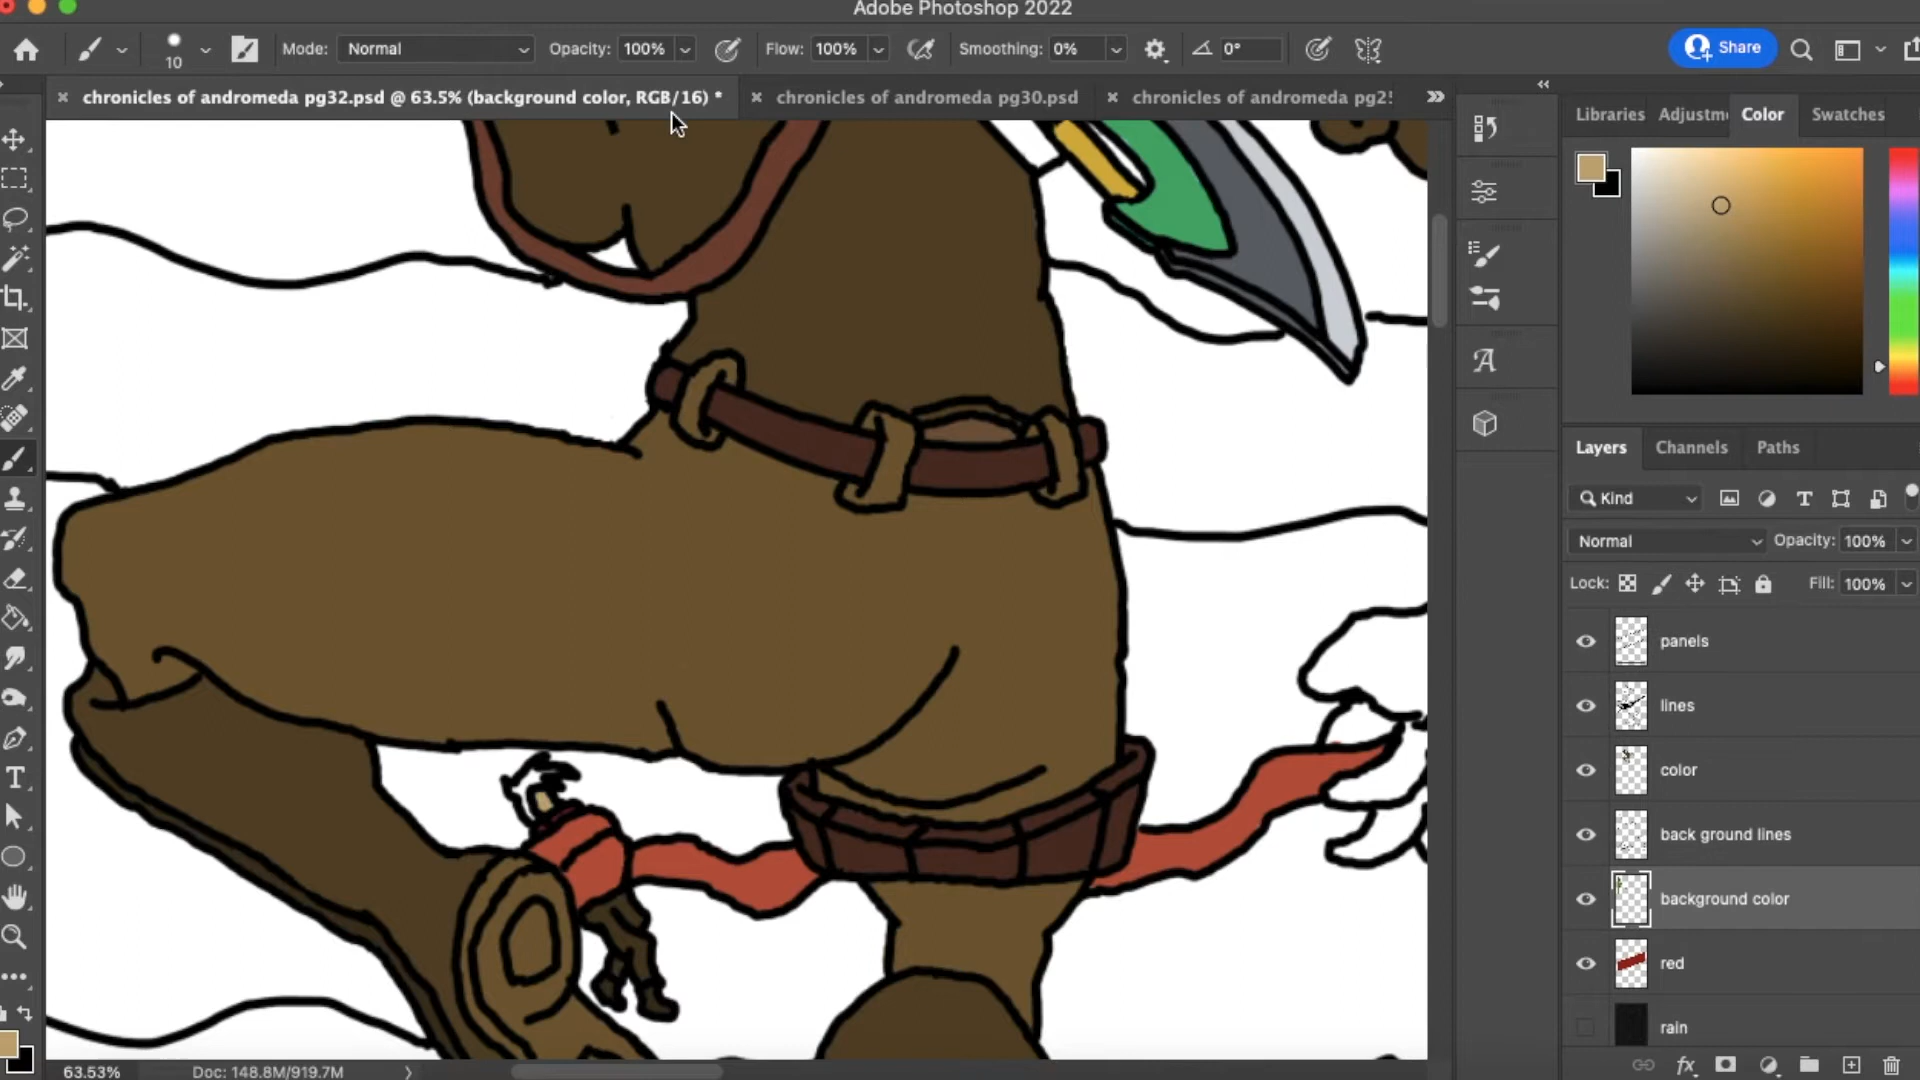 Adobe Photoshop 2022
10
Mode: Normal Opacity: 100% Flow: 100% Smoothing: 0% 0° Share
chronicles of andromeda pg32.psd @ 63.5% (background color, RGB/16) * chronicles of andromeda pg30.psd chronicles of andromeda pg25
Libraries Adjustm Color Swatches
Layers Channels Paths
Kind
Normal Opacity: 100%
Lock: Fill: 100%
panels
lines
color
back ground lines
background color
red
rain
63.53% Doc: 148.8M/919.7M